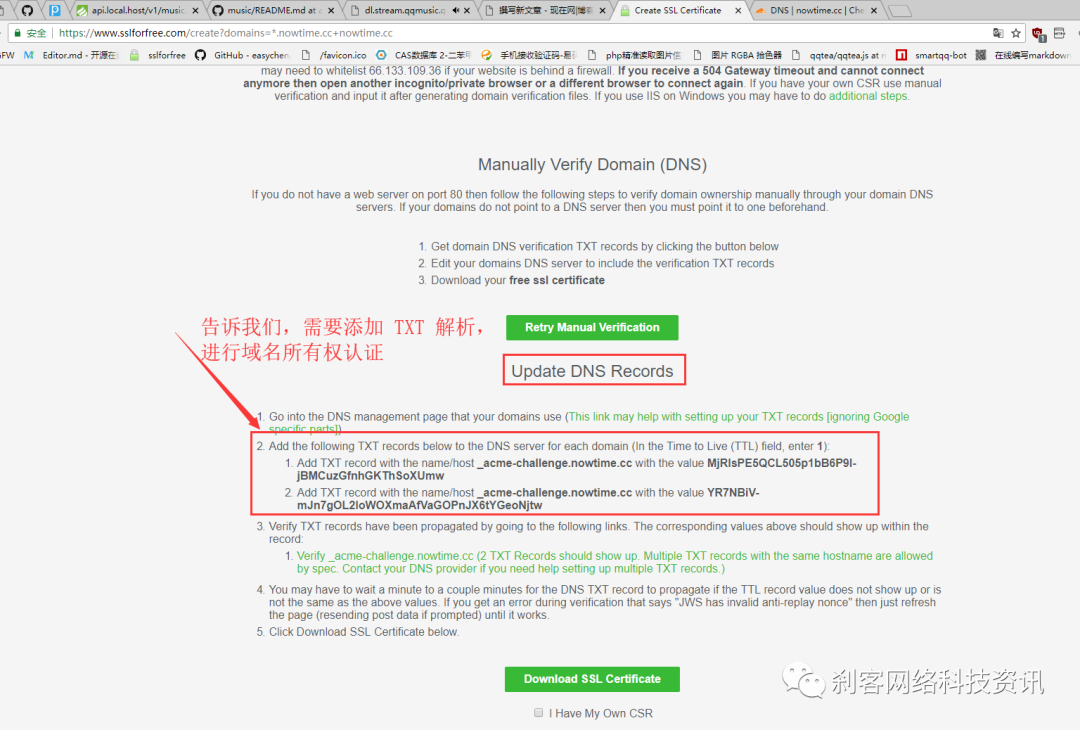 api.local.host/v1/music
music/README.md at
dl.stream.qqmusic.q
撰写新文章 - 现在网|博
Create SSL Certificate
DNS | nowtime.cc | Clo
安全 https://www.sslforfree.com/create?domains=*.nowtime.cc+nowtime.cc
FW Editor.md - 开源在 sslforfree GitHub - easychen /favicon.ico CAS数据库 2-二苯 手机接收验证码-易 php精准读取图片信 图片 RGBA 拾色器 qqtea/qqtea.js at smartqq-bot 在线编写markdown
may need to whitelist 66.133.109.36 if your website is behind a firewall. If you receive a 504 Gateway timeout and cannot connect
anymore then open another incognito/private browser or a different browser to connect again. If you have your own CSR use manual
verification and input it after generating domain verification files. If you use IIS on Windows you may have to do additional steps.
Manually Verify Domain (DNS)
If you do not have a web server on port 80 then follow the following steps to verify domain ownership manually through your domain DNS
servers. If your domains do not point to a DNS server then you must point it to one beforehand.
1. Get domain DNS verification TXT records by clicking the button below
2. Edit your domains DNS server to include the verification TXT records
3. Download your free ssl certificate
告诉我们，需要添加 TXT 解析，
进行域名所有权认证
Retry Manual Verification
Update DNS Records
1. Go into the DNS management page that your domains use (This link may help with setting up your TXT records [ignoring Google
specific parts])
2. Add the following TXT records below to the DNS server for each domain (In the Time to Live (TTL) field, enter 1):
1. Add TXT record with the name/host _acme-challenge.nowtime.cc with the value MjRlsPE5QCL505p1bB6P9I-
jBMCuzGfnhGKThSoXUmw
2. Add TXT record with the name/host _acme-challenge.nowtime.cc with the value YR7NBiV-
mJn7gOL2loWOXmaAfVaGOPnJX6tYGeoNjtw
3. Verify TXT records have been propagated by going to the following links. The corresponding values above should show up within the
record:
1. Verify _acme-challenge.nowtime.cc (2 TXT Records should show up. Multiple TXT records with the same hostname are allowed
by spec. Contact your DNS provider if you need help setting up multiple TXT records.)
4. You may have to wait a minute to a couple minutes for the DNS TXT record to propagate if the TTL record value does not show up or is
not the same as the above values. If you get an error during verification that says "JWS has invalid anti-replay nonce" then just refresh
the page (resending post data if prompted) until it works.
5. Click Download SSL Certificate below.
Download SSL Certificate
刹客网络科技资讯
I Have My Own CSR